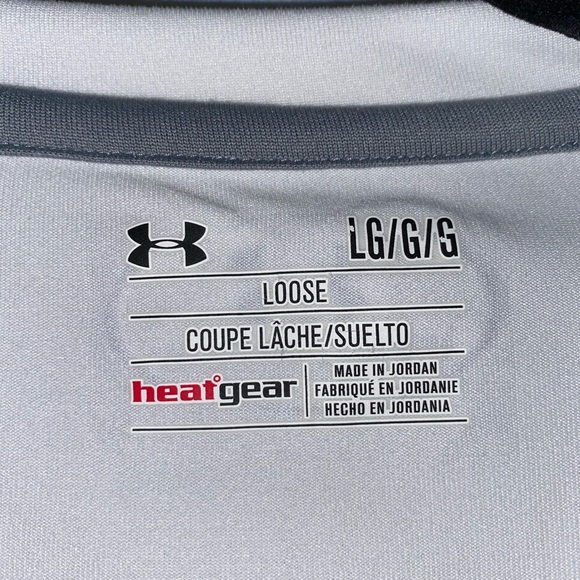 LG/G/G
LOOSE
COUPE LÂCHE/SUELTO
heatgear
MADE IN JORDAN
FABRIQUÉ EN JORDANIE
HECHO EN JORDANIA